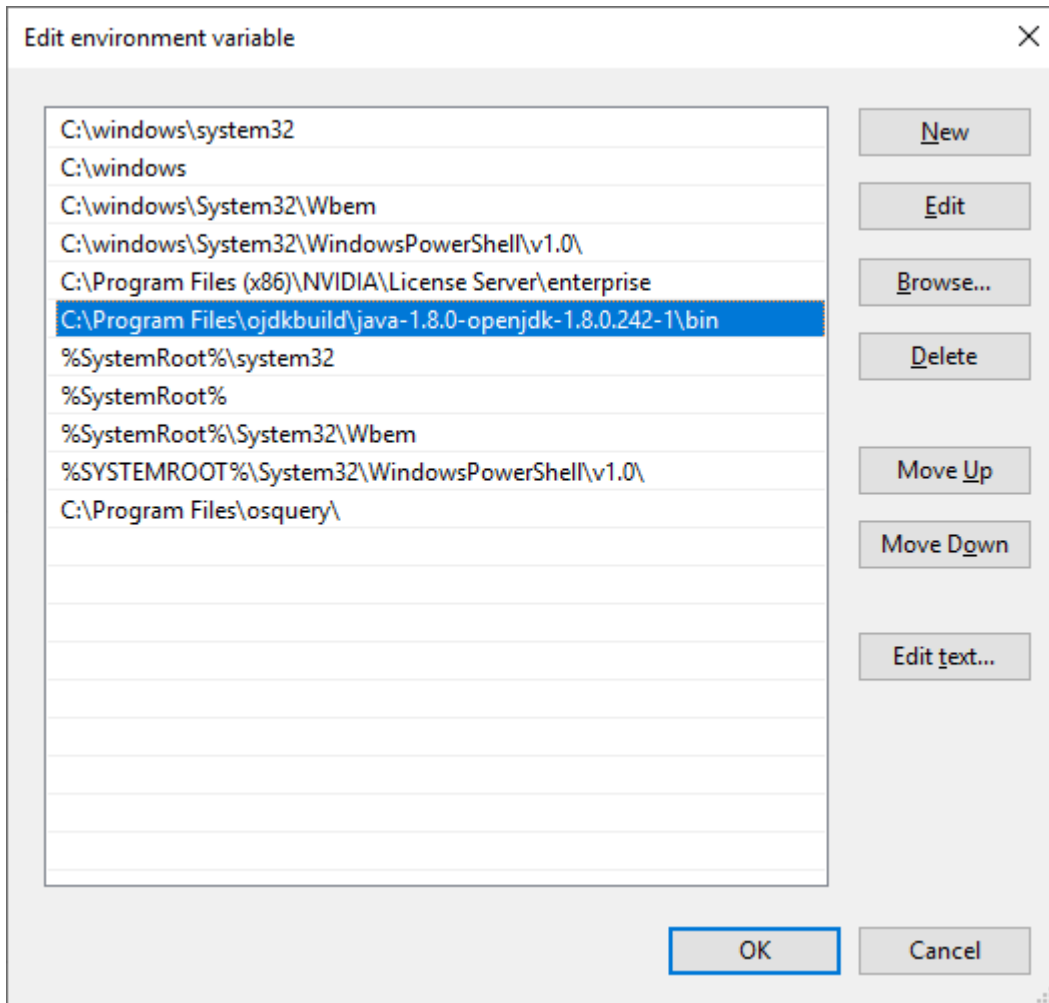 Edit environment variable
C:\windows\system32
C:\windows
C:\windows\System32\Wbem
C:\windows\System32\WindowsPowerShell\v1.0\
C:\Program Files (x86)\NVIDIA\License Server\enterprise
C:\Program Files\ojdkbuild\java-1.8.0-openjdk-1.8.0.242-1\bin
%SystemRoot%\system32
%SystemRoot%
%SystemRoot%\System32\Wbem
%SYSTEMROOT%\System32\WindowsPowerShell\v1.0\
C:\Program Files\osquery\
New
Edit
Browse...
Delete
Move Up
Move Down
Edit text...
OK
Cancel